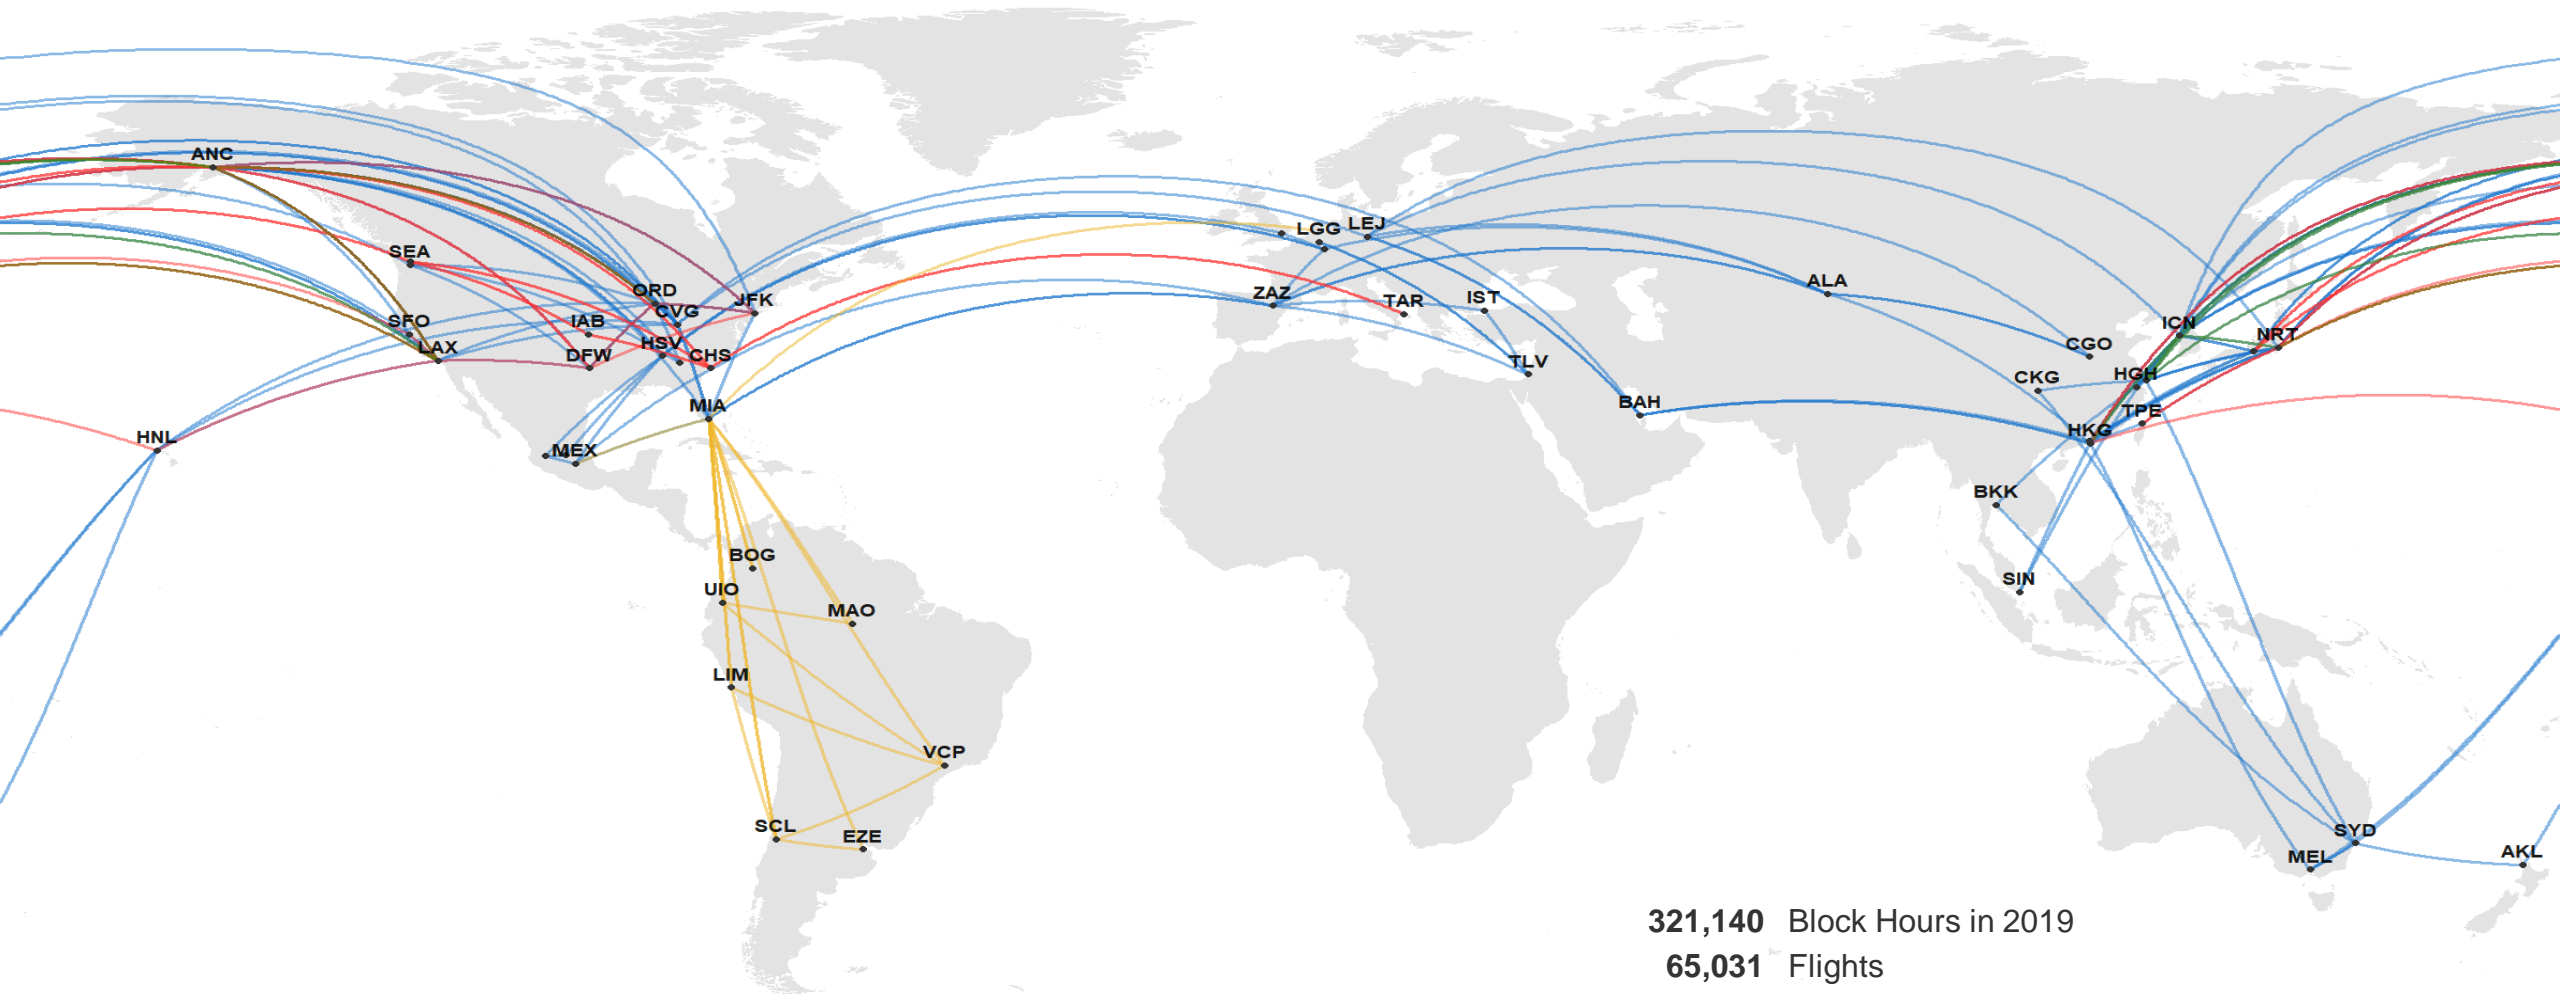 ANC
SEA
LGG LEJ
ORD
JFK
ZAZ
TAR
IST
ALA
CVG
SFO
IAB
ICN
NRT
LAX
HSV
DFW
CHS
TLV
CGO
CKG
HGH
MIA
BAH
TPE
HNL
MEX
HKG
BKK
BOG
UIO
SIN
MAO
LIM
VCP
SCL
EZE
SYD
MEL
AKL
321,140 Block Hours in 2019
65,031 Flights